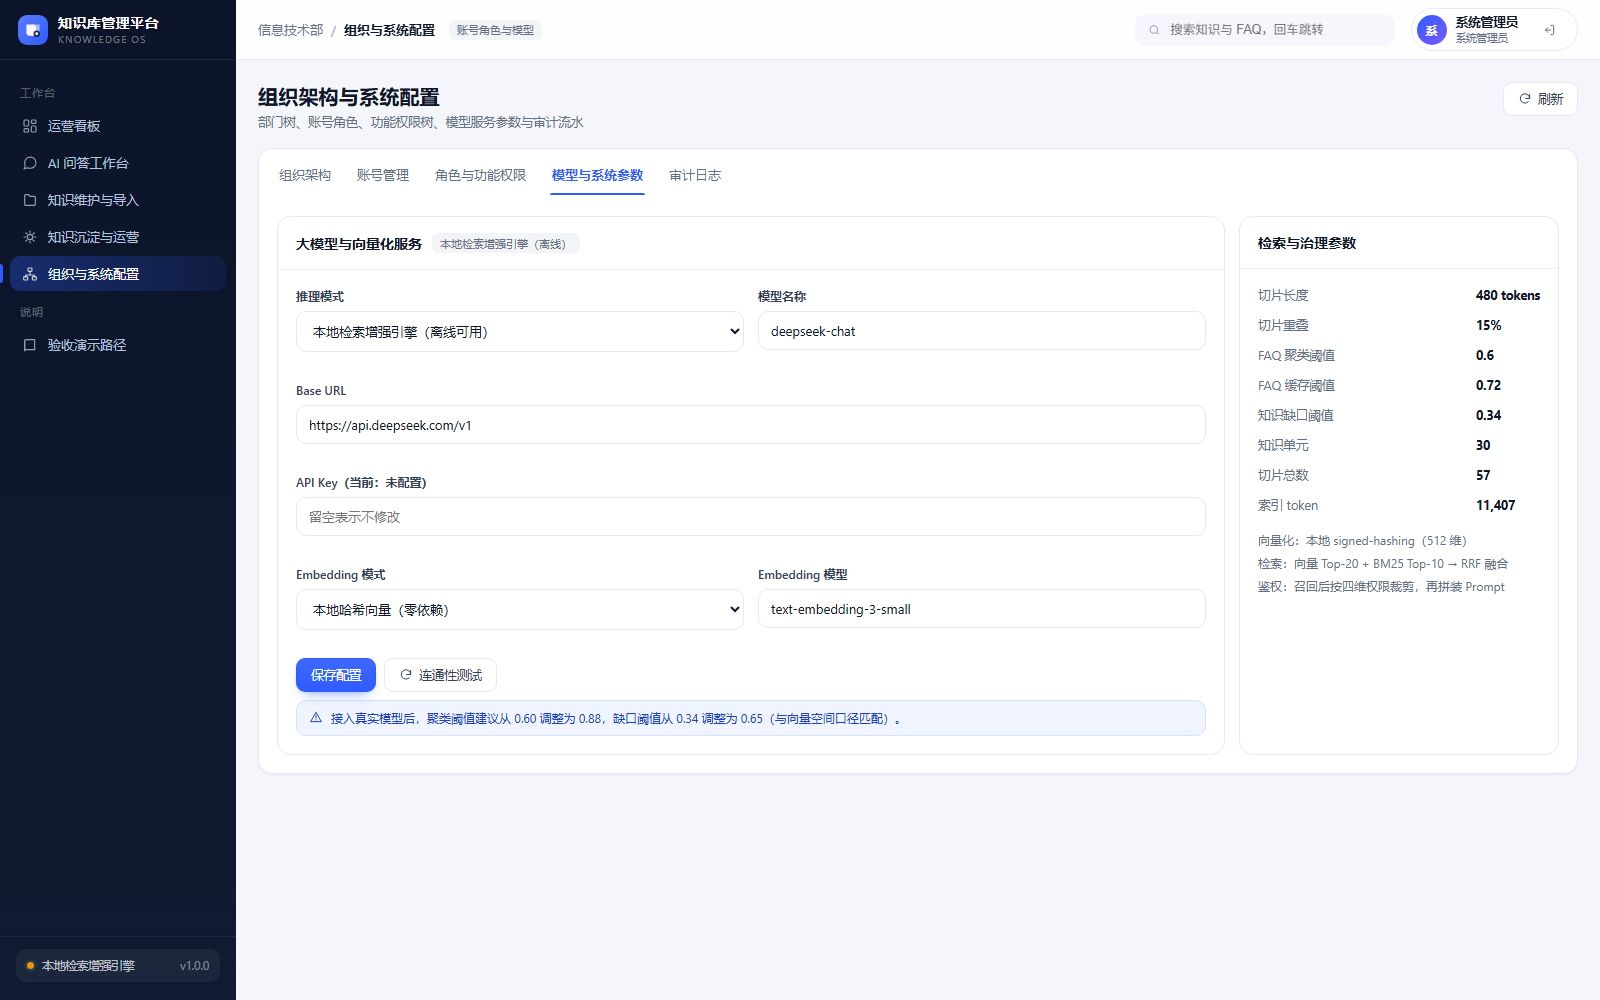 知识库管理平台
KNOWLEDGE OS
工作台
运营看板
AI 问答工作台
知识维护与导入
知识沉淀与运营
组织与系统配置
说明
验收演示路径
本地检索增强引擎 v1.0.0
信息技术部 / 组织与系统配置 账号角色与模型
搜索知识与 FAQ，回车跳转
系 系统管理员
系统管理员
组织架构与系统配置
部门树、账号角色、功能权限树、模型服务参数与审计流水
刷新
组织架构 账号管理 角色与功能权限 模型与系统参数 审计日志
大模型与向量化服务 本地检索增强引擎（离线）
推理模式 模型名称
本地检索增强引擎（离线可用） deepseek-chat
Base URL
https://api.deepseek.com/v1
API Key（当前：未配置）
留空表示不修改
Embedding 模式 Embedding 模型
本地哈希向量（零依赖） text-embedding-3-small
保存配置 连通性测试
接入真实模型后，聚类阈值建议从 0.60 调整为 0.88，缺口阈值从 0.34 调整为 0.65（与向量空间口径匹配）。
检索与治理参数
切片长度 480 tokens
切片重叠 15%
FAQ 聚类阈值 0.6
FAQ 缓存阈值 0.72
知识缺口阈值 0.34
知识单元 30
切片总数 57
索引 token 11,407
向量化：本地 signed-hashing（512 维）
检索：向量 Top-20 + BM25 Top-10 → RRF 融合
鉴权：召回后按四维权限裁剪，再拼装 Prompt